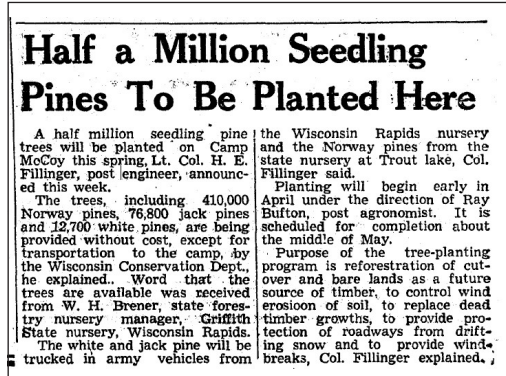 Half a Million Seedling
Pines To Be Planted Here
A half million seedling pine
trees will be planted on Camp
McCoy this spring, Lt. Col. H. E.
Fillinger, post engineer, announc-
ed this week.
The trees, including 410,000
Norway pines, 76,800 jack pines
and 12,700 white pines, are being
provided without cost, except for
transportation to the camp, by
the Wisconsin Conservation Dept.,
he explained.. Word that the
trees are available was received
from W. H. Brener, state fores-
try nursery manager, Griffith
State nursery, Wisconsin Rapids.
The white and jack pine will be
trucked in army vehicles from
the Wisconsin Rapids nursery
and the Norway pines from the
state nursery at Trout lake, Col.
Fillinger said.
Planting will begin early in
April under the direction of Ray
Bufton, post agronomist. It is
scheduled for completion about
the middle of May.
Purpose of the tree-planting
program is reforestration of cut-
over and bare lands as a future
source of timber, to control wind
erosioon of soil, to replace dead
timber growths, to provide pro-
tection of roadways from drift-
ing snow and to provide wind-
breaks, Col. Fillinger explained.